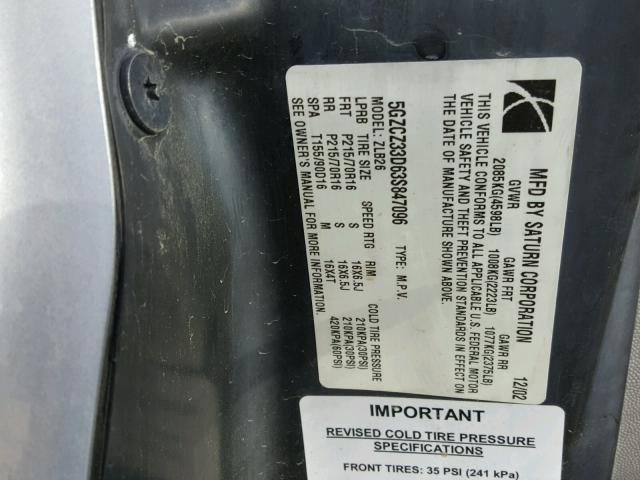 MFD BY SATURN CORPORATION 12/02
GVWR GAWR FRT GAWR RR
2085KG(4598LB) 1008KG(2223LB) 1077KG(2375LB)
THIS VEHICLE CONFORMS TO ALL APPLICABLE U.S. FEDERAL MOTOR
VEHICLE SAFETY AND THEFT PREVENTION STANDARDS IN EFFECT ON
THE DATE OF MANUFACTURE SHOWN ABOVE.
5GZCZ33D63S847096 TYPE: M.P.V.
MODEL: ZLB26
LPRB TIRE SIZE SPEED RTG RIM COLD TIRE PRESSURE
FRT P215/70R16 S 16X6.5J 210KPA(30PSI)
RR P215/70R16 S 16X6.5J 210KPA(30PSI)
SPA T155/90D16 M 16X4T 420KPA(60PSI)
SEE OWNER'S MANUAL FOR MORE INFORMATION.
IMPORTANT
REVISED COLD TIRE PRESSURE
SPECIFICATIONS
FRONT TIRES: 35 PSI (241 kPa)